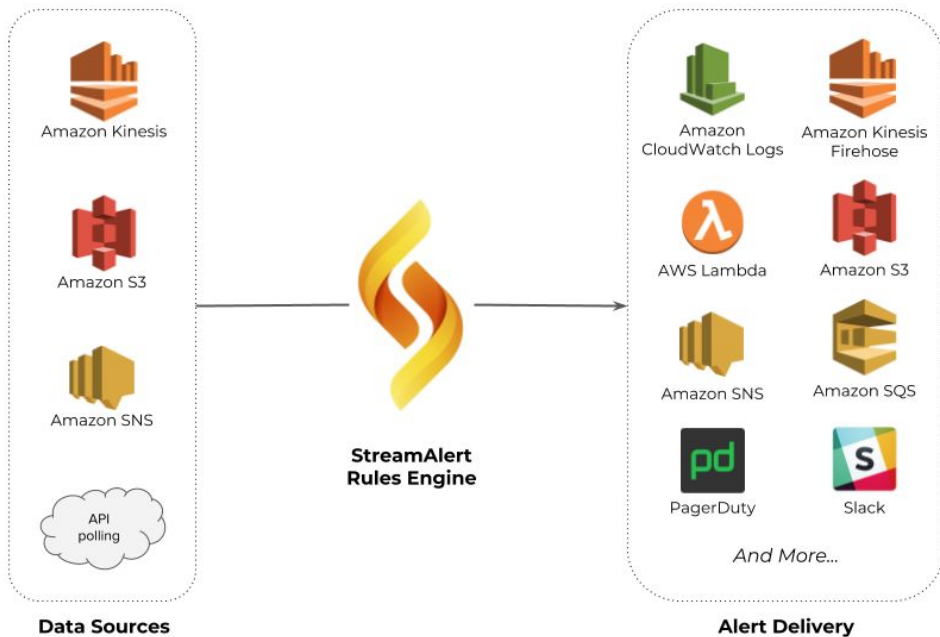 Amazon Kinesis
Amazon S3
Amazon SNS
API
polling
Data Sources
StreamAlert
Rules Engine
Amazon
CloudWatch Logs
Amazon Kinesis
Firehose
λ
AWS Lambda
Amazon S3
Amazon SNS
Amazon SQS
pd
PagerDuty
S
Slack
And More...
Alert Delivery